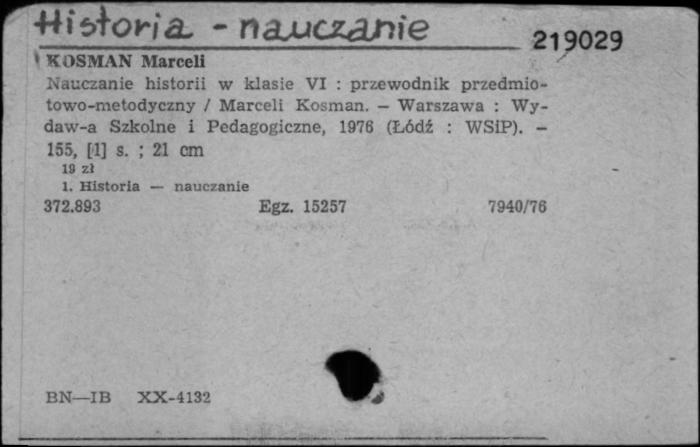 Historia - nauczanie
219029
KOSMAN Marceli
Nauczanie historii w klasie VI : przewodnik przedmio-
towo-metodyczny / Marceli Kosman. — Warszawa : Wy-
daw-a Szkolne i Pedagogiczne, 1976 (Łódź : WSiP). —
155, [1] s. ; 21 cm
19 zł
1. Historia — nauczanie
372.893 Egz. 15257 7940/76
BN—IB XX-4132